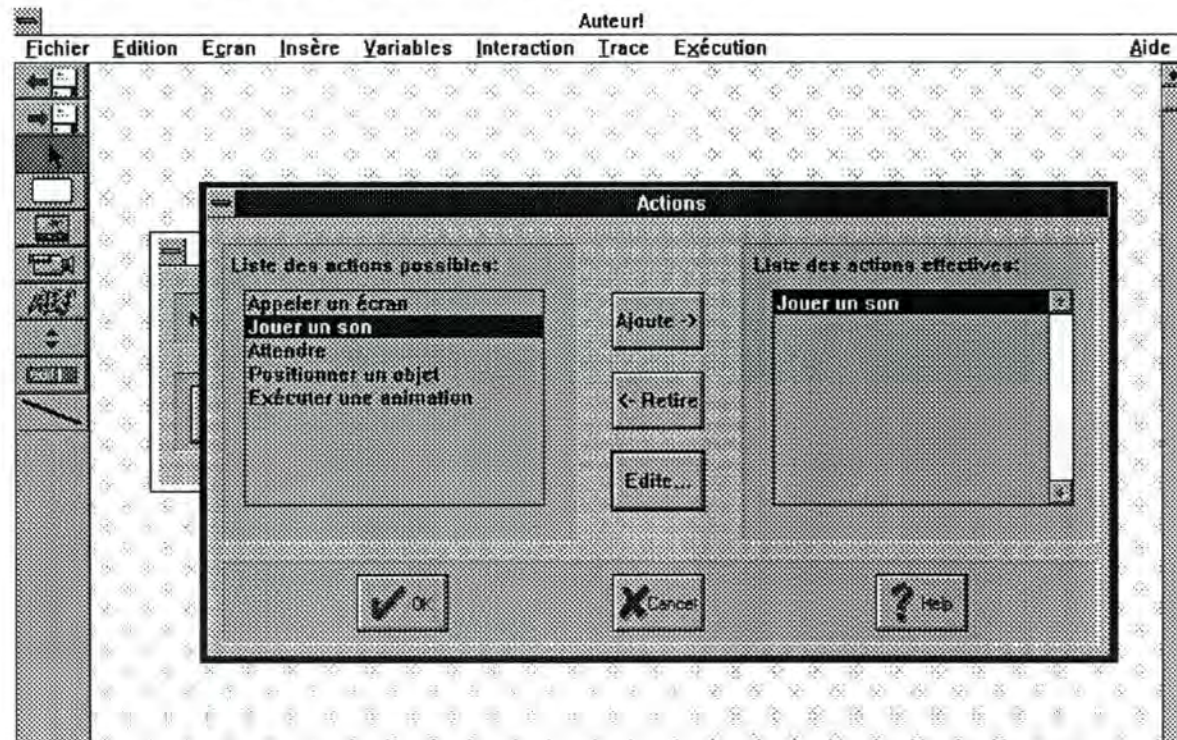 Auteur!
Fichier Edition Ecran Insère Variables Interaction Trace Exécution Aide
Actions
Liste des actions possibles:
Appeler un écran
Jouer un son
Attendre
Positionner un objet
Exécuter une animation
Ajoute ->
<- Retire
Edite...
Liste des actions effectives:
Jouer un son
OK
Cancel
Help